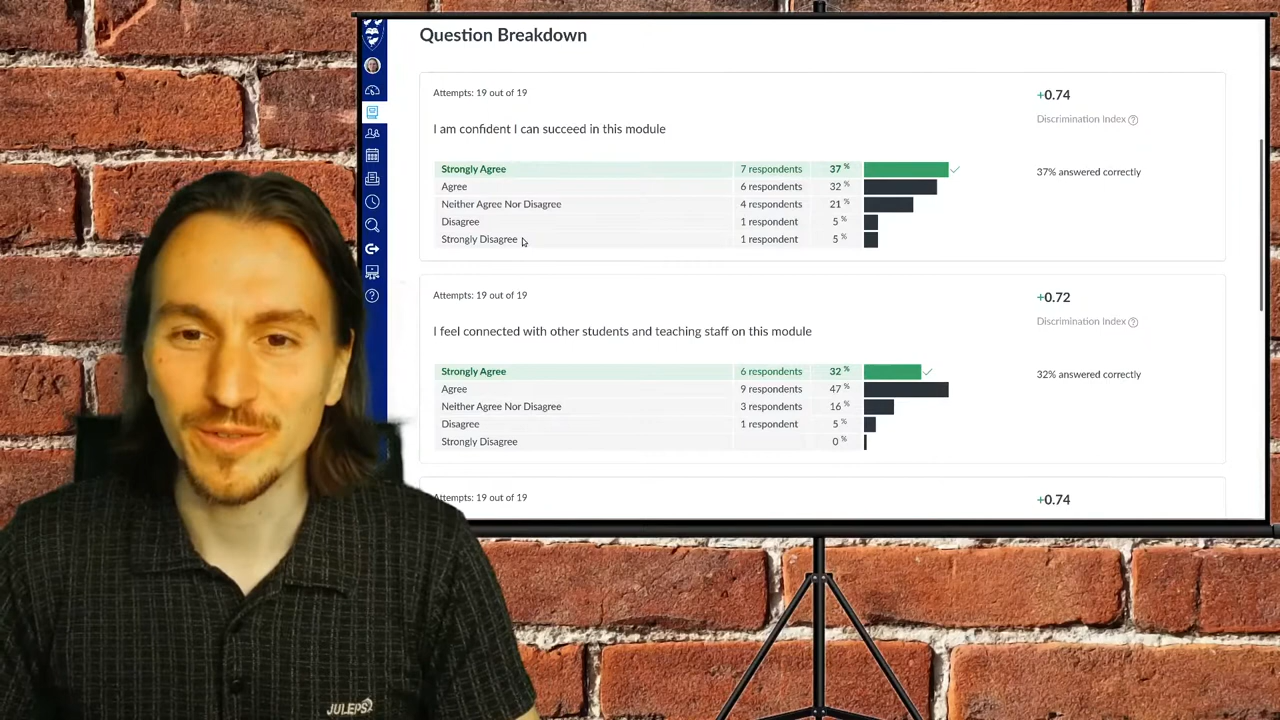 Question Breakdown
Attempts: 19 out of 19
+0.74
Discrimination Index ?
I am confident I can succeed in this module
Strongly Agree 7 respondents 37 %
37% answered correctly
Agree 6 respondents 32 %
Neither Agree Nor Disagree 4 respondents 21 %
Disagree 1 respondent 5 %
Strongly Disagree 1 respondent 5 %
Attempts: 19 out of 19
+0.72
Discrimination Index ?
I feel connected with other students and teaching staff on this module
Strongly Agree 6 respondents 32 %
32% answered correctly
Agree 9 respondents 47 %
Neither Agree Nor Disagree 3 respondents 16 %
Disagree 1 respondent 5 %
Strongly Disagree 0 %
Attempts: 19 out of 19
+0.74
JULEPS